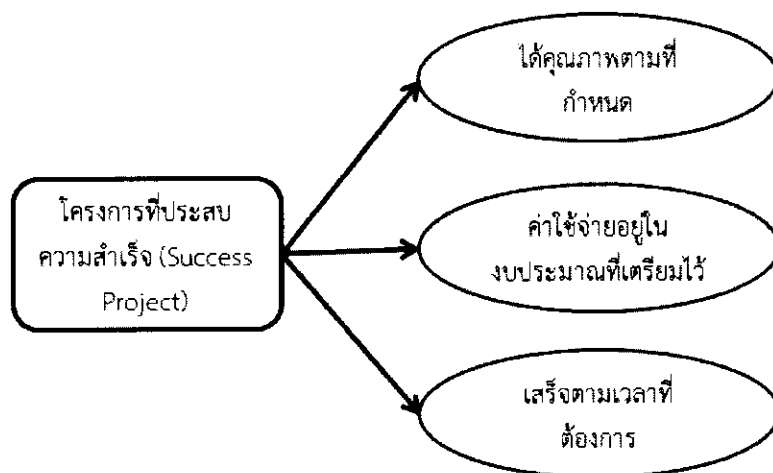 โครงการที่ประสบ
ความสำเร็จ (Success
Project)
ได้คุณภาพตามที่
กำหนด
ค่าใช้จ่ายอยู่ใน
งบประมาณที่เตรียมไว้
เสร็จตามเวลาที่
ต้องการ